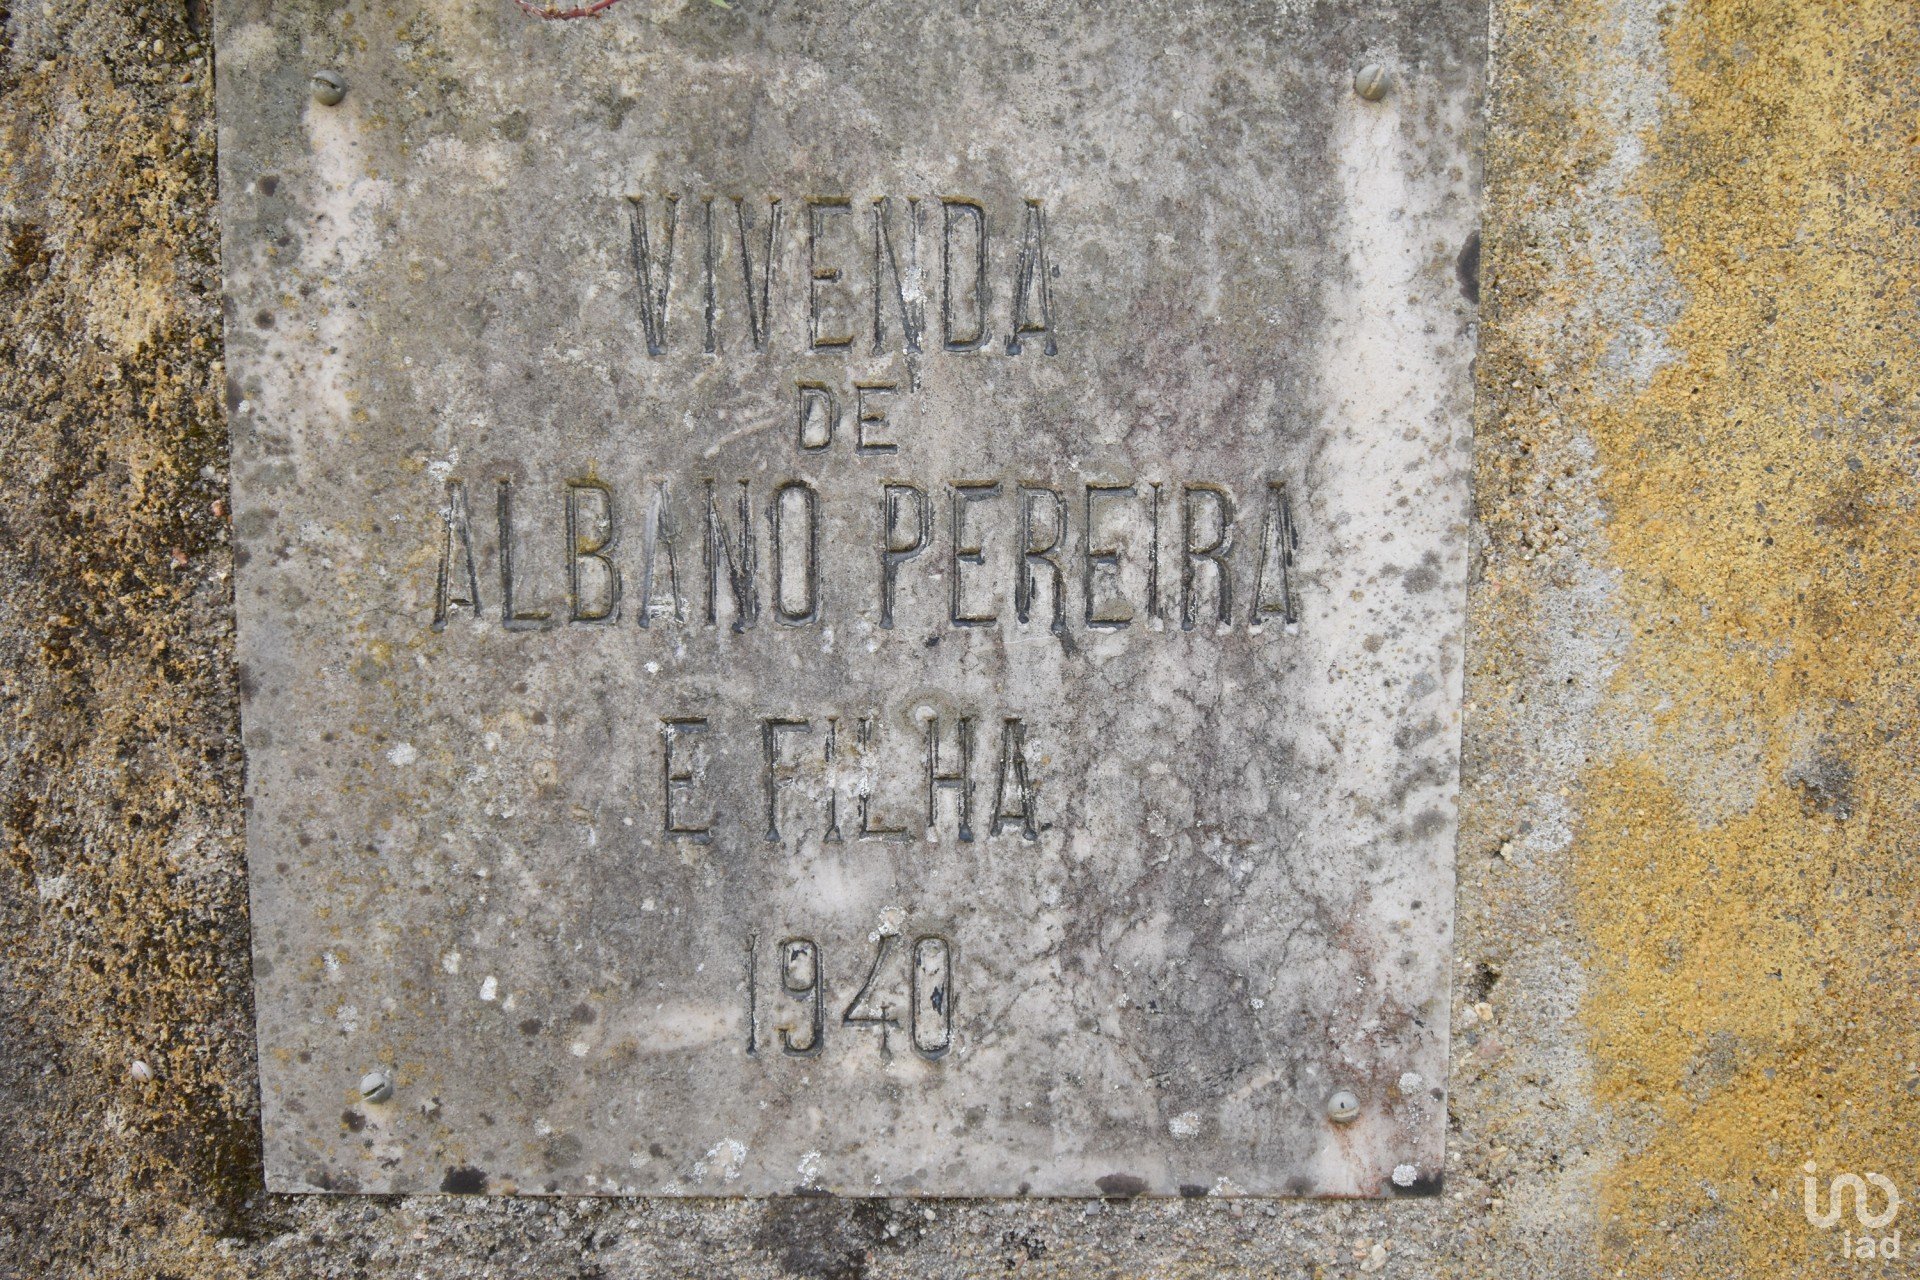 VIVENDA
DE
ALBANO PEREIRA
E FILHA
1940
iad